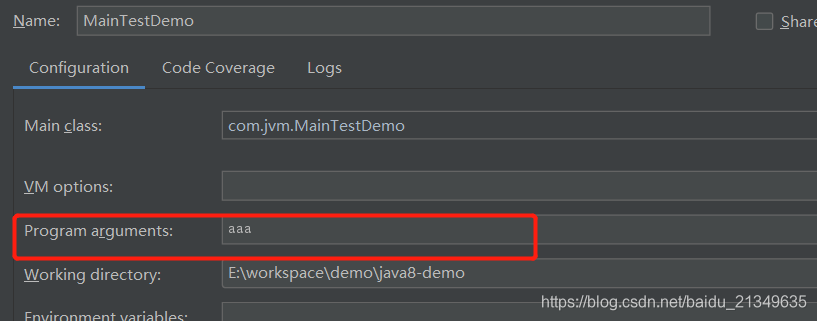 Name: MainTestDemo Share
Configuration Code Coverage Logs
Main class: com.jvm.MainTestDemo
VM options:
Program arguments: aaa
Working directory: E:\workspace\demo\java8-demo
https://blog.csdn.net/baidu_21349635
Environment variables: